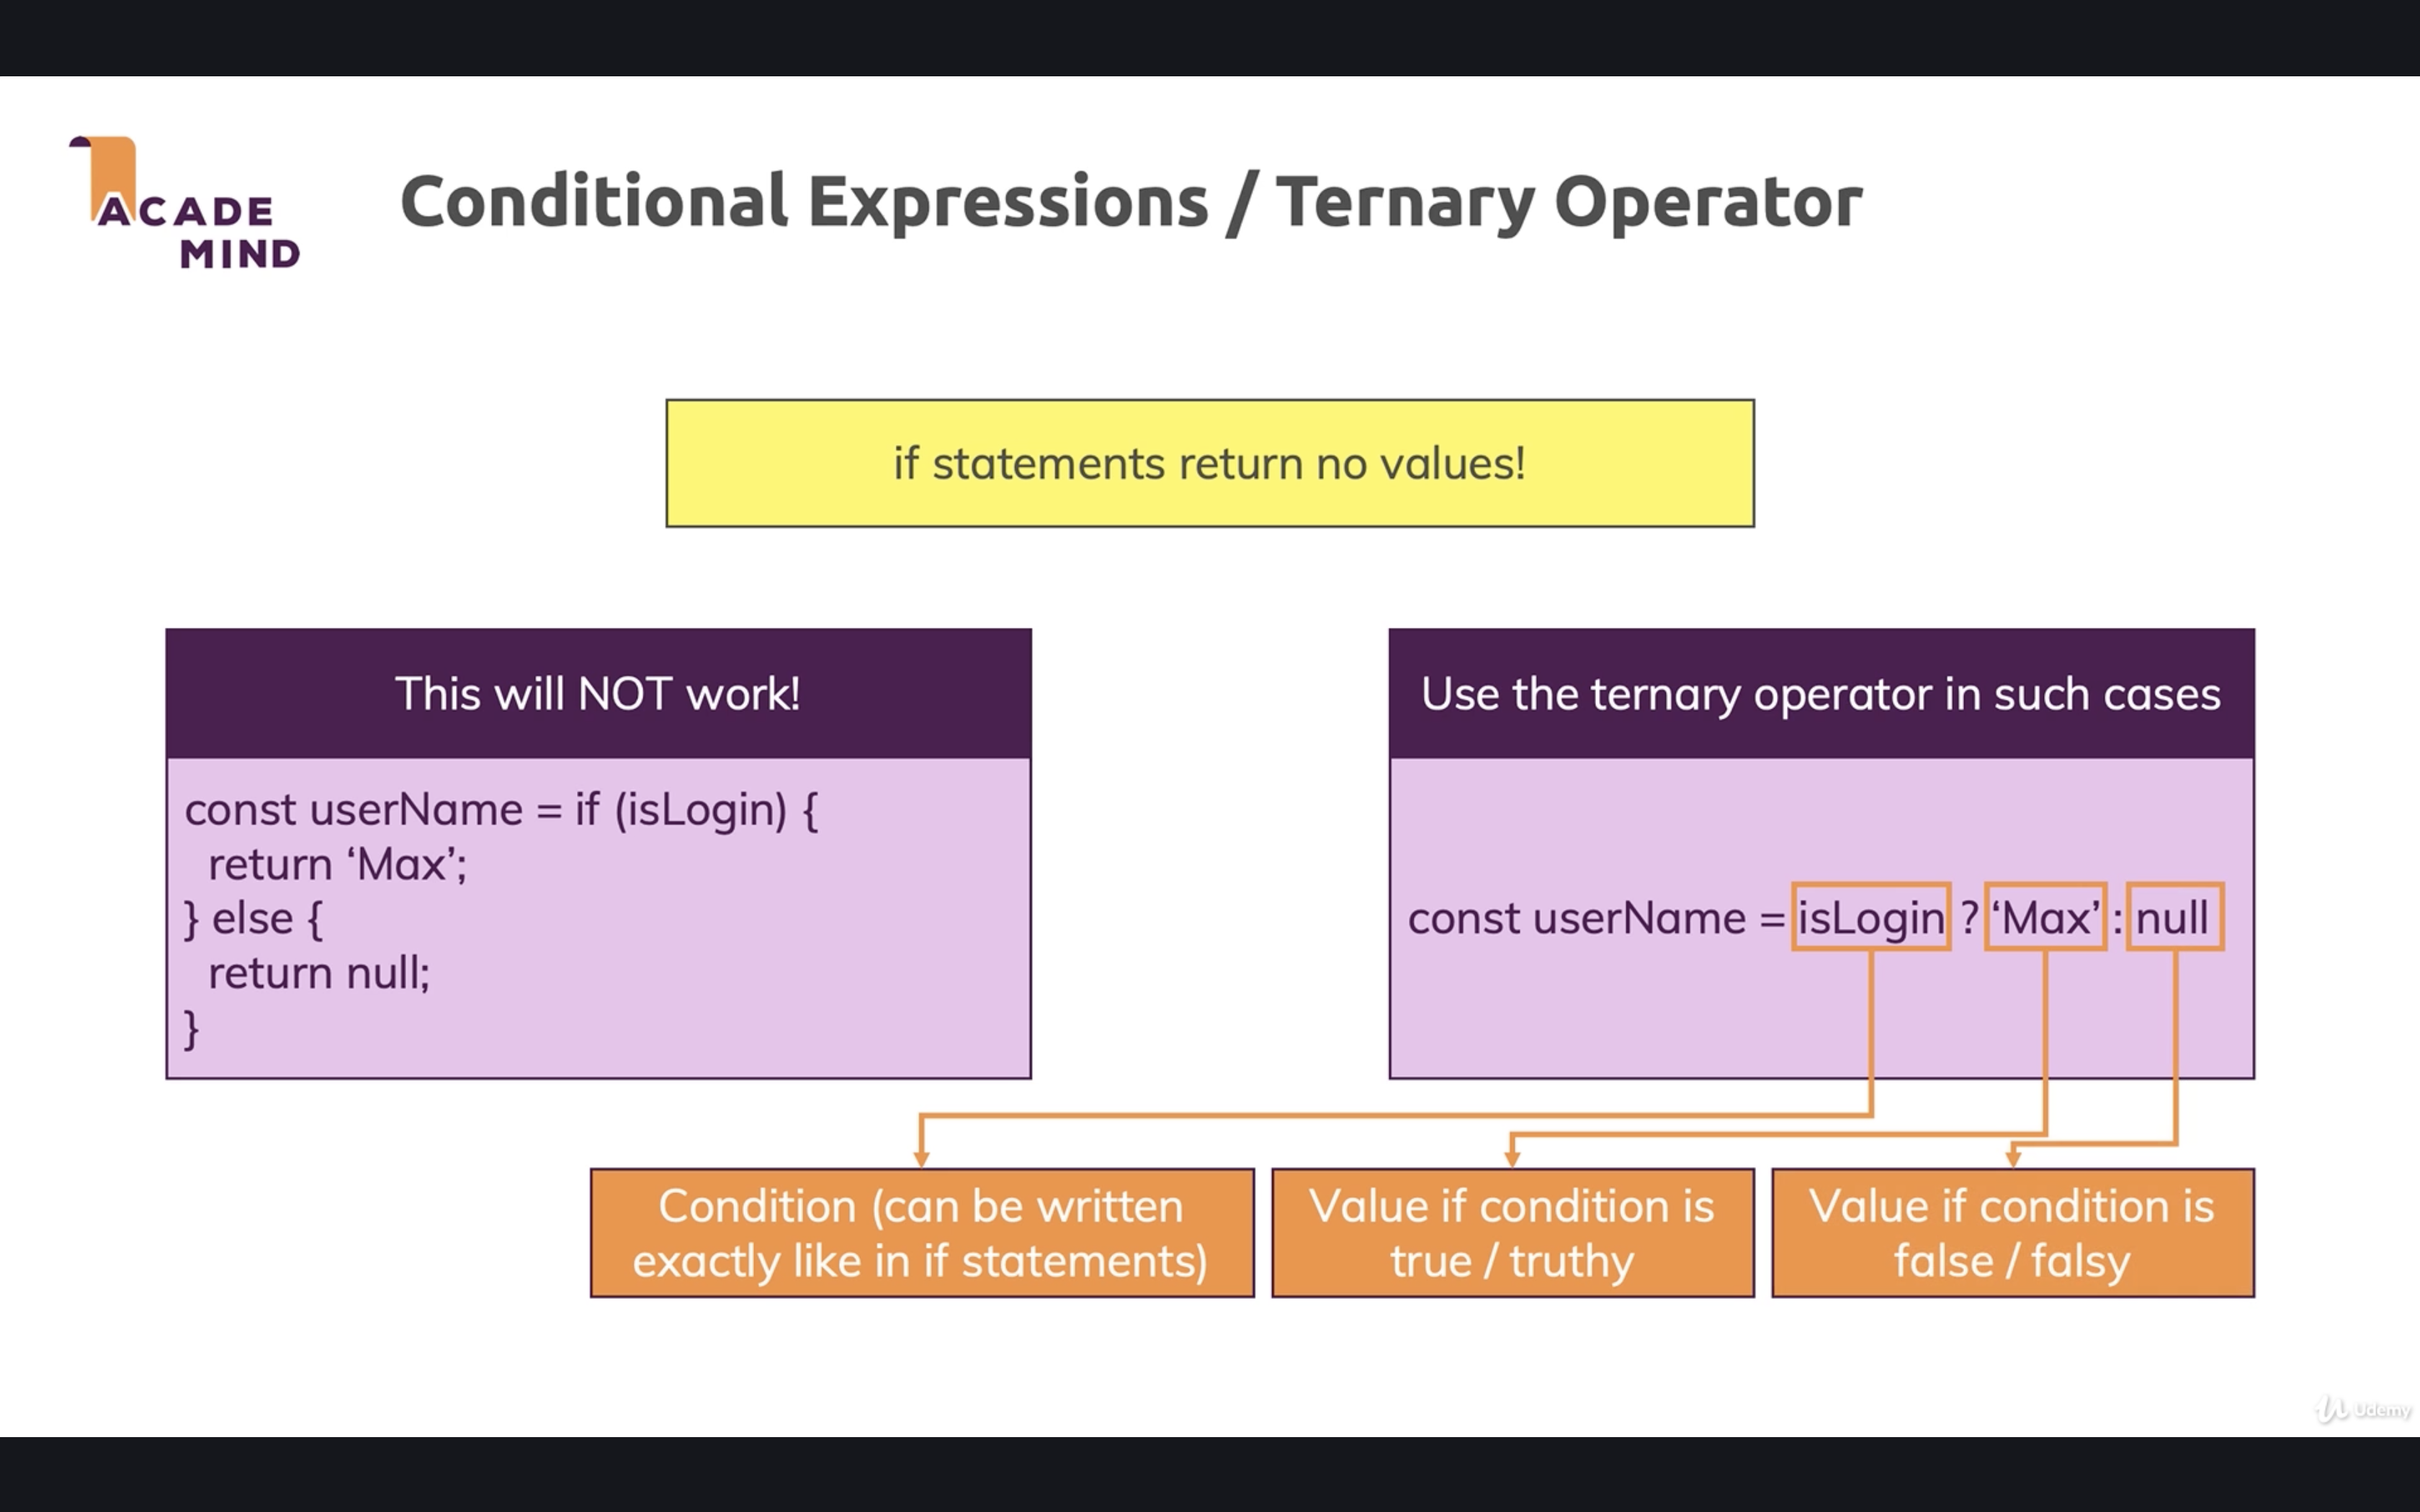 ACADE
MIND
Conditional Expressions / Ternary Operator
if statements return no values!
This will NOT work!
const userName = if (isLogin) {
return ‘Max’;
} else {
return null;
}
Use the ternary operator in such cases
const userName = isLogin ? ‘Max’ : null
Condition (can be written
exactly like in if statements)
Value if condition is
true / truthy
Value if condition is
false / falsy
Udemy